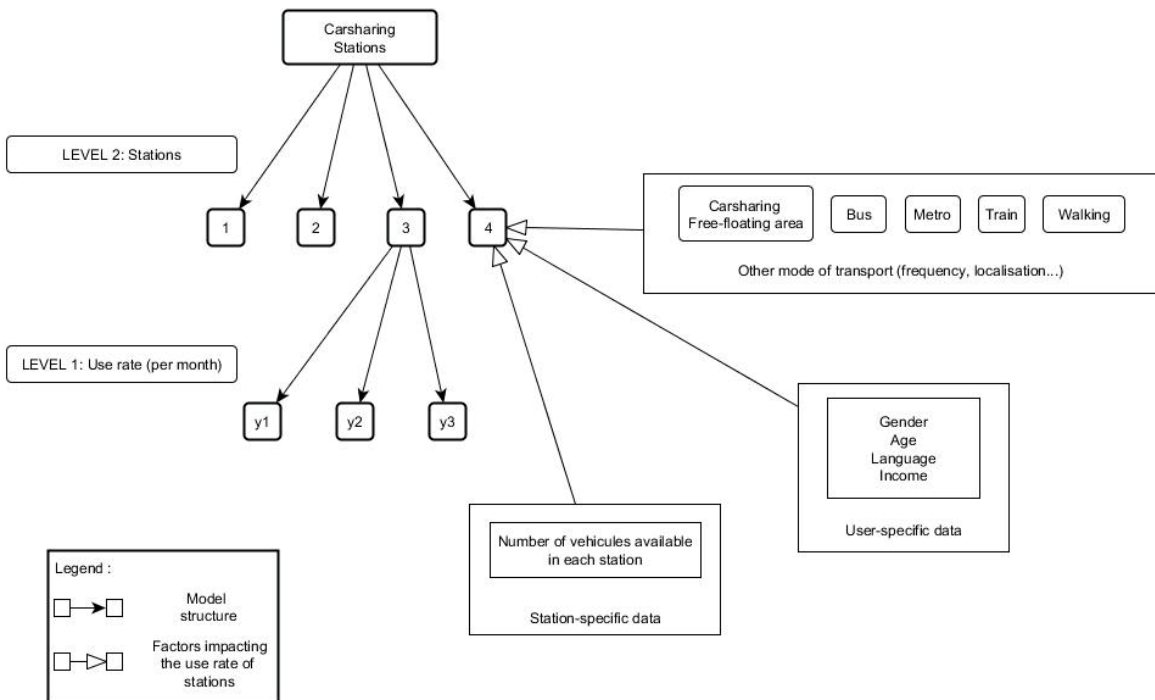 Carsharing
Stations
LEVEL 2: Stations
1
2
3
4
Carsharing
Free-floating area
Bus
Metro
Train
Walking
Other mode of transport (frequency, localisation...)
LEVEL 1: Use rate (per month)
y1
y2
y3
Gender
Age
Language
Income
User-specific data
Number of vehicules available
in each station
Station-specific data
Legend :
Model
structure
Factors impacting
the use rate of
stations